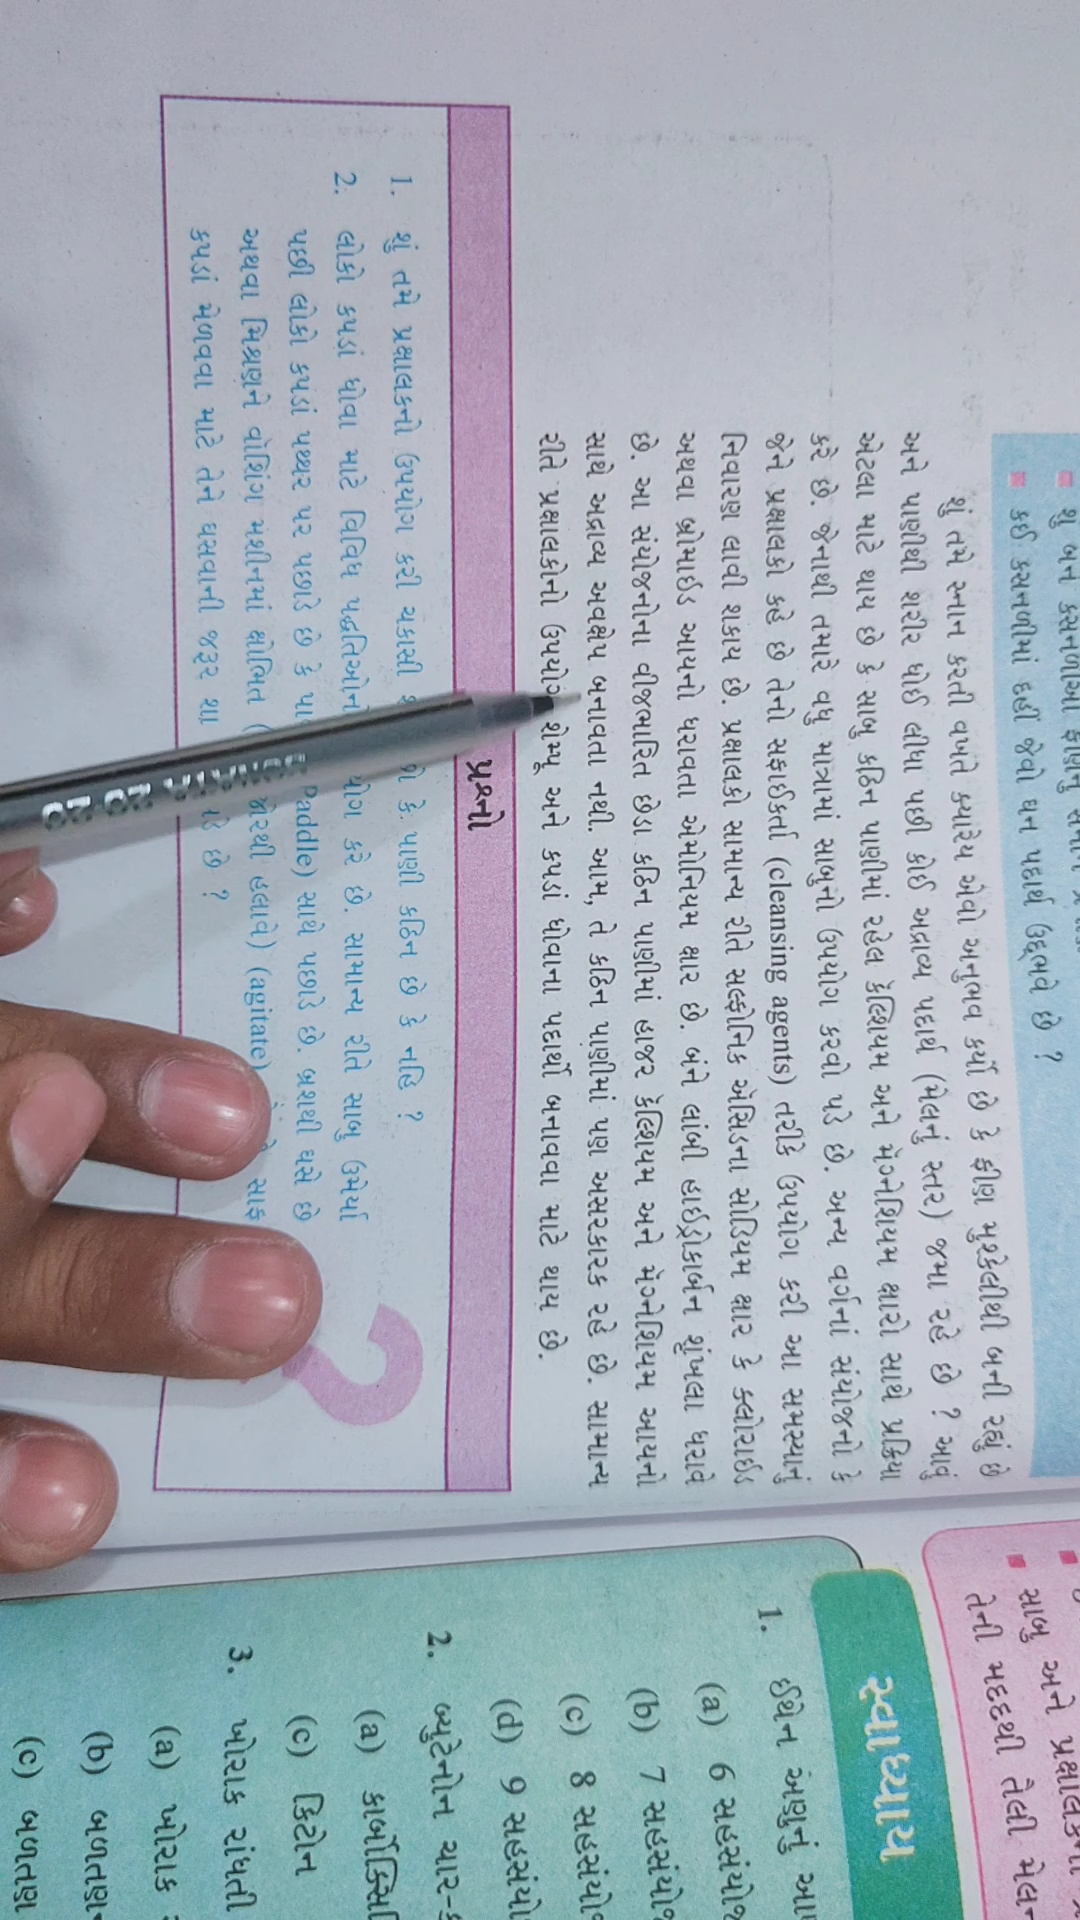 કઈ કસનળીમાં દહીં જેવો ઘન પદાર્થ ઉદ્ભવે છે ?
શું તમે સ્નાન કરતી વખતે ક્યારેય એવો અનુભવ કર્યો છે કે ફીણ મુશ્કેલીથી બની રહ્યું છે
અને પાણીથી શરીર ધોઈ લીધા પછી કોઈ અદ્રાવ્ય પદાર્થ (મેલનું સ્તર) જમા રહે છે ? આવું
એટલા માટે થાય છે કે સાબુ કઠિન પાણીમાં રહેલ કૅલ્શિયમ અને મૅગ્નેશિયમ ક્ષારો સાથે પ્રક્રિયા
કરે છે. જેનાથી તમારે વધુ માત્રામાં સાબુનો ઉપયોગ કરવો પડે છે. અન્ય વર્ગનાં સંયોજનો કે
જેને પ્રક્ષાલકો કહે છે તેનો સફાઈકર્તા (cleansing agents) તરીકે ઉપયોગ કરી આ સમસ્યાનું
નિવારણ લાવી શકાય છે. પ્રક્ષાલકો સામાન્ય રીતે સલ્ફોનિક ઍસિડના સોડિયમ ક્ષાર કે ક્લોરાઇડ
અથવા બ્રોમાઇડ આયનો ધરાવતા એમોનિયમ ક્ષાર છે. બંને લાંબી હાઇડ્રોકાર્બન શૃંખલા ધરાવે
છે. આ સંયોજનોના વીજભારિત છેડા કઠિન પાણીમાં હાજર કૅલ્શિયમ અને મૅગ્નેશિયમ આયનો
સાથે અદ્રાવ્ય અવક્ષેપ બનાવતા નથી. આમ, તે કઠિન પાણીમાં પણ અસરકારક રહે છે. સામાન્ય
રીતે પ્રક્ષાલકોનો ઉપયોગ શેમ્પૂ અને કપડાં ધોવાના પદાર્થો બનાવવા માટે થાય છે.
પ્રશ્નો
1. શું તમે પ્રક્ષાલકનો ઉપયોગ કરી ચકાસી કે પાણી કઠિન છે કે નહિ ?
2. લોકો કપડાં ધોવા માટે વિવિધ પદ્ધતિઓનો કરે છે. સામાન્ય રીતે સાબુ ઉમેર્યા
પછી લોકો કપડાં પથ્થર પર પછાડે છે કે Paddle) સાથે પછાડે છે. બ્રશથી ઘસે છે
અથવા મિશ્રણને વૉશિંગ મશીનમાં ક્ષોભિત જોરથી હલાવે) (agitate) સાફ
કપડાં મેળવવા માટે તેને ઘસવાની જરૂર છે ?
?
સાબુ અને પ્રક્ષાલકની
તેની મદદથી તેલી
સ્વાધ્યાય
1. ઇથેન અણુનું
(a) 6
(b) 7
(c) 8
(d) 9
2. બ્યુટેનોન
(a)
(c) કિટોન
3. ખોરાક રાંધતી
(a) ખોરાક
(b)
(c) બળતણ